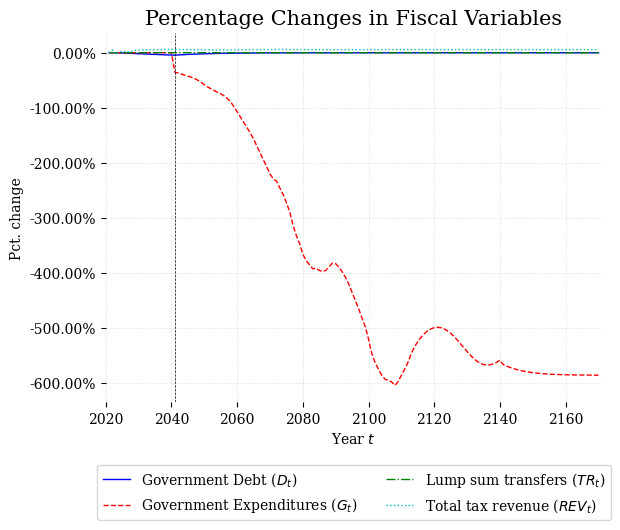 Percentage Changes in Fiscal Variables
0.00%
-100.00%
-200.00%
-300.00%
-400.00%
-500.00%
-600.00%
Pct. change
2020 2040 2060 2080 2100 2120 2140 2160
Year t
Government Debt (D_t)
Government Expenditures (G_t)
Lump sum transfers (TR_t)
Total tax revenue (REV_t)